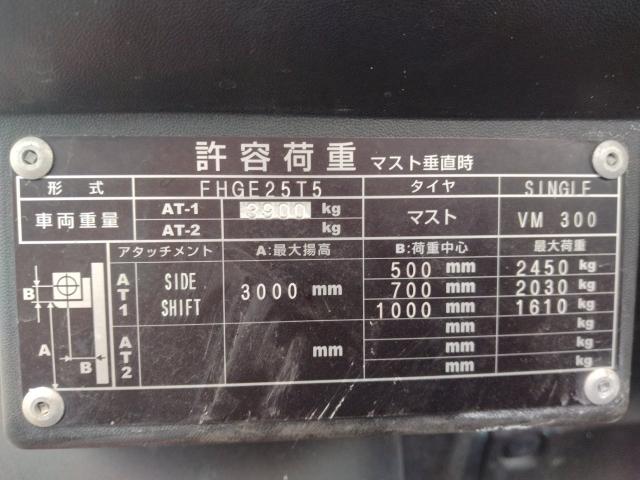 許容荷重 マスト垂直時
形式 FHGE25T5 タイヤ SINGLE
車両重量 AT-1 3900 kg マスト VM 300
AT-2 kg
アタッチメント A:最大揚高 B:荷重中心 最大荷重
AT1 SIDE SHIFT 3000 mm 500 mm 2450 kg
700 mm 2030 kg
1000 mm 1610 kg
AT2 mm mm kg
mm kg
mm kg
B
A
B